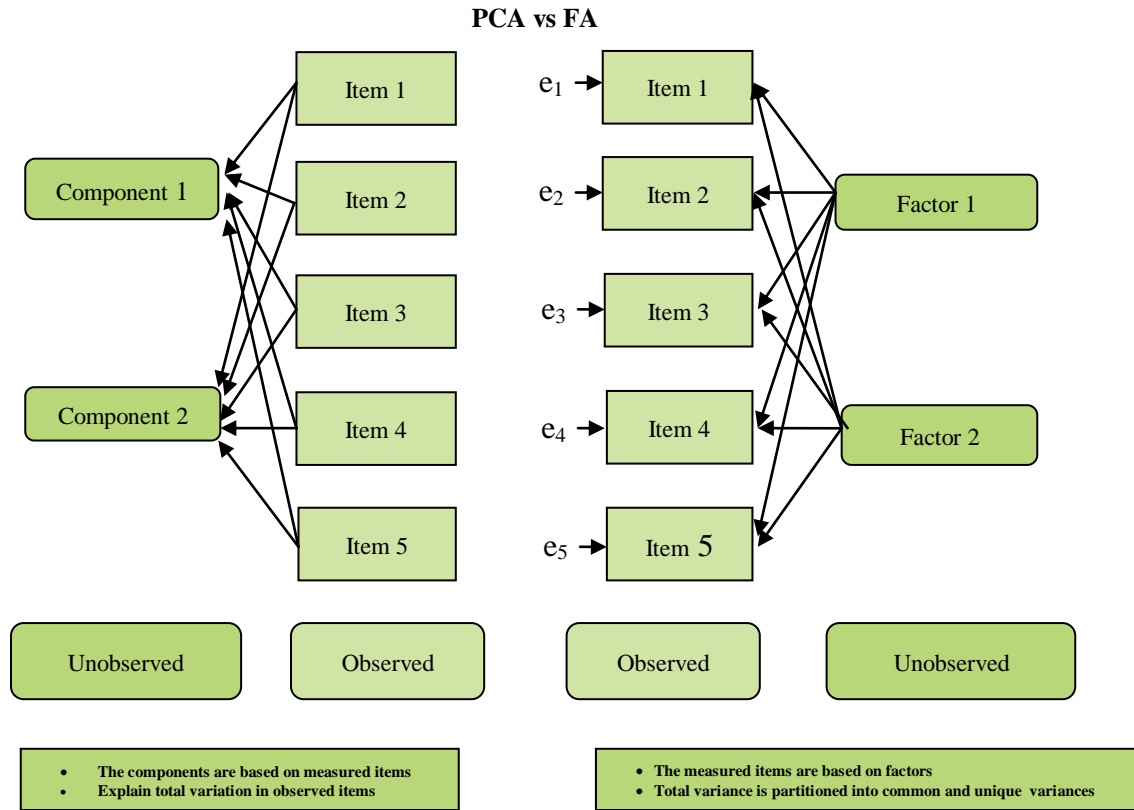 PCA vs FA
Item 1
Item 2
Item 3
Item 4
Item 5
Component 1
Component 2
e1
e2
e3
e4
e5
Item 1
Item 2
Item 3
Item 4
Item 5
Factor 1
Factor 2
Unobserved
Observed
Observed
Unobserved
• The components are based on measured items
• Explain total variation in observed items
• The measured items are based on factors
• Total variance is partitioned into common and unique variances